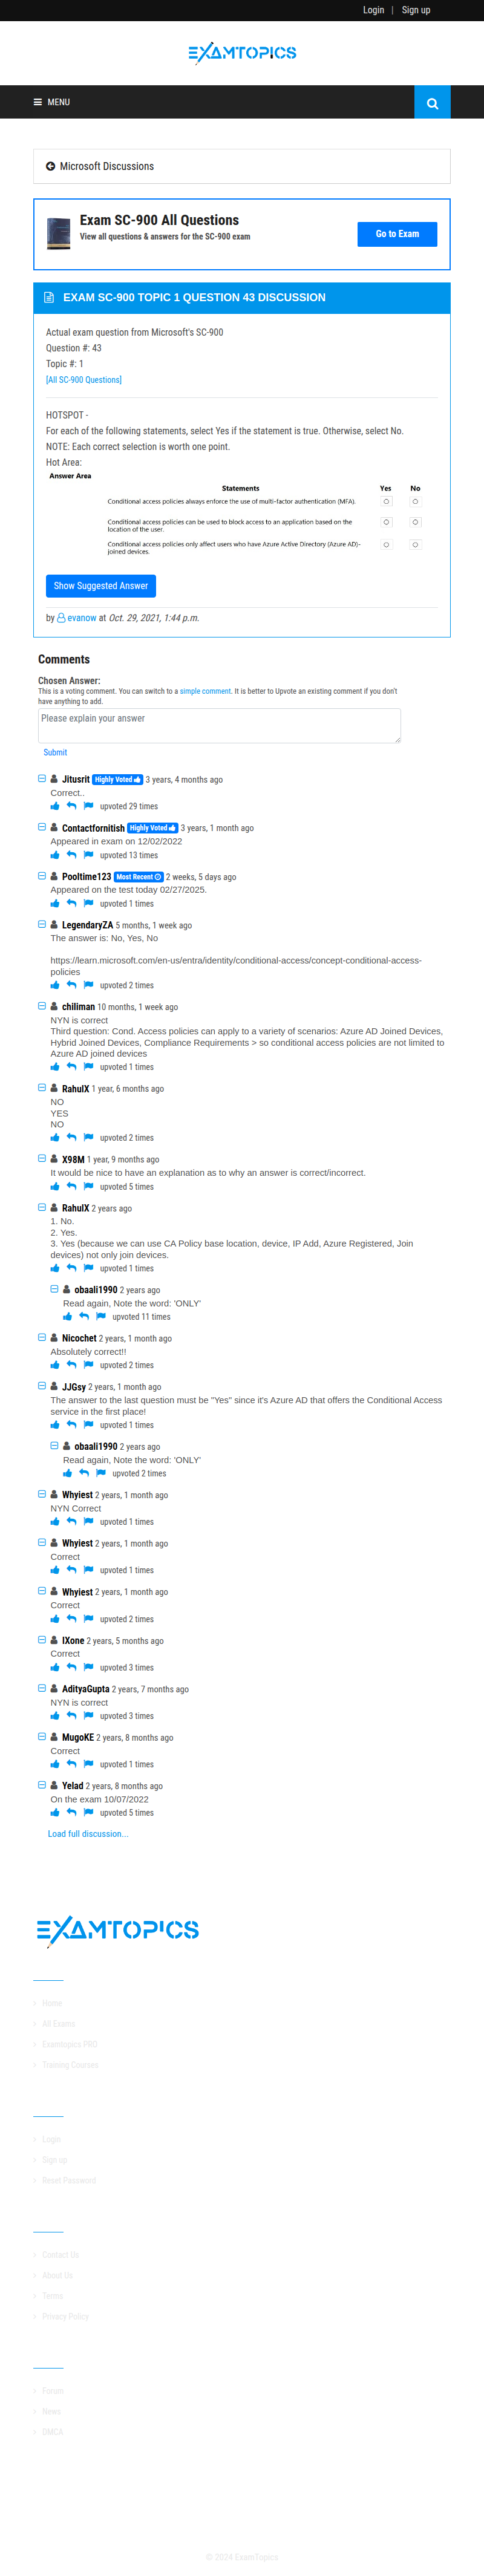 Login | Sign up
EXAMTOPICS
MENU
Microsoft Discussions
Exam SC-900 All Questions
View all questions & answers for the SC-900 exam
Go to Exam
EXAM SC-900 TOPIC 1 QUESTION 43 DISCUSSION
Actual exam question from Microsoft's SC-900
Question #: 43
Topic #: 1
[All SC-900 Questions]
HOTSPOT -
For each of the following statements, select Yes if the statement is true. Otherwise, select No.
NOTE: Each correct selection is worth one point.
Hot Area:
Answer Area
Statements Yes No
Conditional access policies always enforce the use of multi-factor authentication (MFA).
Conditional access policies can be used to block access to an application based on the
location of the user.
Conditional access policies only affect users who have Azure Active Directory (Azure AD)-
joined devices.
Show Suggested Answer
by evanow at Oct. 29, 2021, 1:44 p.m.
Comments
Chosen Answer:
This is a voting comment. You can switch to a simple comment. It is better to Upvote an existing comment if you don't
have anything to add.
Please explain your answer
Submit
Jitusrit Highly Voted 3 years, 4 months ago
Correct..
upvoted 29 times
Contactfornitish Highly Voted 3 years, 1 month ago
Appeared in exam on 12/02/2022
upvoted 13 times
Pooltime123 Most Recent 2 weeks, 5 days ago
Appeared on the test today 02/27/2025.
upvoted 1 times
LegendaryZA 5 months, 1 week ago
The answer is: No, Yes, No
https://learn.microsoft.com/en-us/entra/identity/conditional-access/concept-conditional-access-
policies
upvoted 2 times
chiliman 10 months, 1 week ago
NYN is correct
Third question: Cond. Access policies can apply to a variety of scenarios: Azure AD Joined Devices,
Hybrid Joined Devices, Compliance Requirements > so conditional access policies are not limited to
Azure AD joined devices
upvoted 1 times
RahulX 1 year, 6 months ago
NO
YES
NO
upvoted 2 times
X98M 1 year, 9 months ago
It would be nice to have an explanation as to why an answer is correct/incorrect.
upvoted 5 times
RahulX 2 years ago
1. No.
2. Yes.
3. Yes (because we can use CA Policy base location, device, IP Add, Azure Registered, Join
devices) not only join devices.
upvoted 1 times
obaali1990 2 years ago
Read again, Note the word: 'ONLY'
upvoted 11 times
Nicochet 2 years, 1 month ago
Absolutely correct!!
upvoted 2 times
JJGsy 2 years, 1 month ago
The answer to the last question must be "Yes" since it's Azure AD that offers the Conditional Access
service in the first place!
upvoted 1 times
obaali1990 2 years ago
Read again, Note the word: 'ONLY'
upvoted 2 times
Whyiest 2 years, 1 month ago
NYN Correct
upvoted 1 times
Whyiest 2 years, 1 month ago
Correct
upvoted 1 times
Whyiest 2 years, 1 month ago
Correct
upvoted 2 times
IXone 2 years, 5 months ago
Correct
upvoted 3 times
AdityaGupta 2 years, 7 months ago
NYN is correct
upvoted 3 times
MugoKE 2 years, 8 months ago
Correct
upvoted 1 times
Yelad 2 years, 8 months ago
On the exam 10/07/2022
upvoted 5 times
Load full discussion...
EXAMTOPICS
Home
All Exams
Examtopics PRO
Training Courses
Login
Sign up
Reset Password
Contact Us
About Us
Terms
Privacy Policy
Forum
News
DMCA
© 2024 ExamTopics